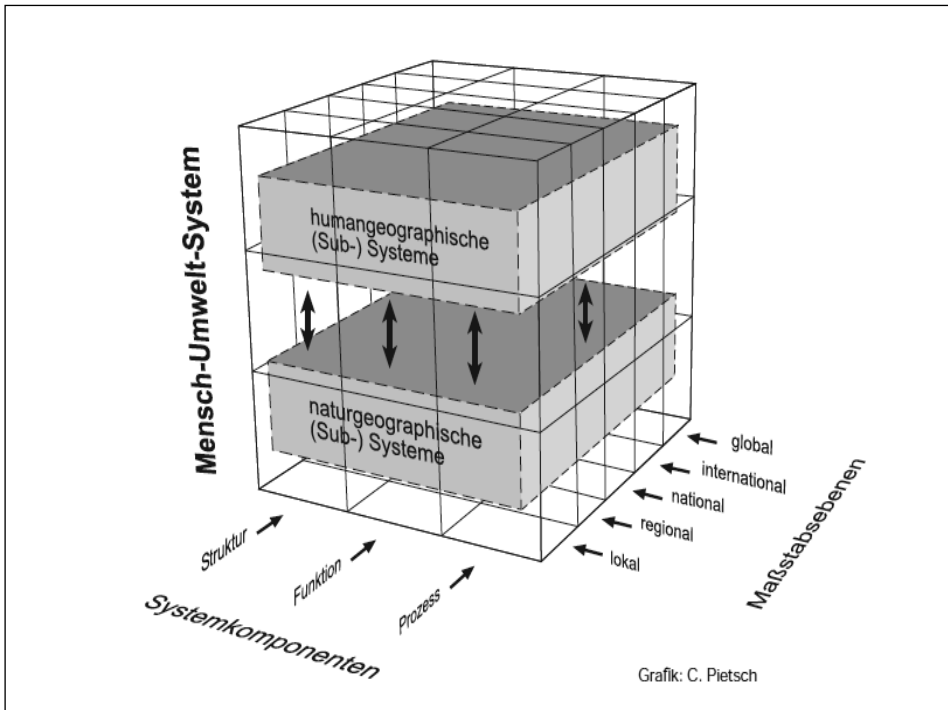 Mensch-Umwelt-System
humangeographische
(Sub-) Systeme
naturgeographische
(Sub-) Systeme
global
international
national
regional
lokal
Maßstabsebenen
Struktur
Funktion
Prozess
Systemkomponenten
Grafik: C. Pietsch